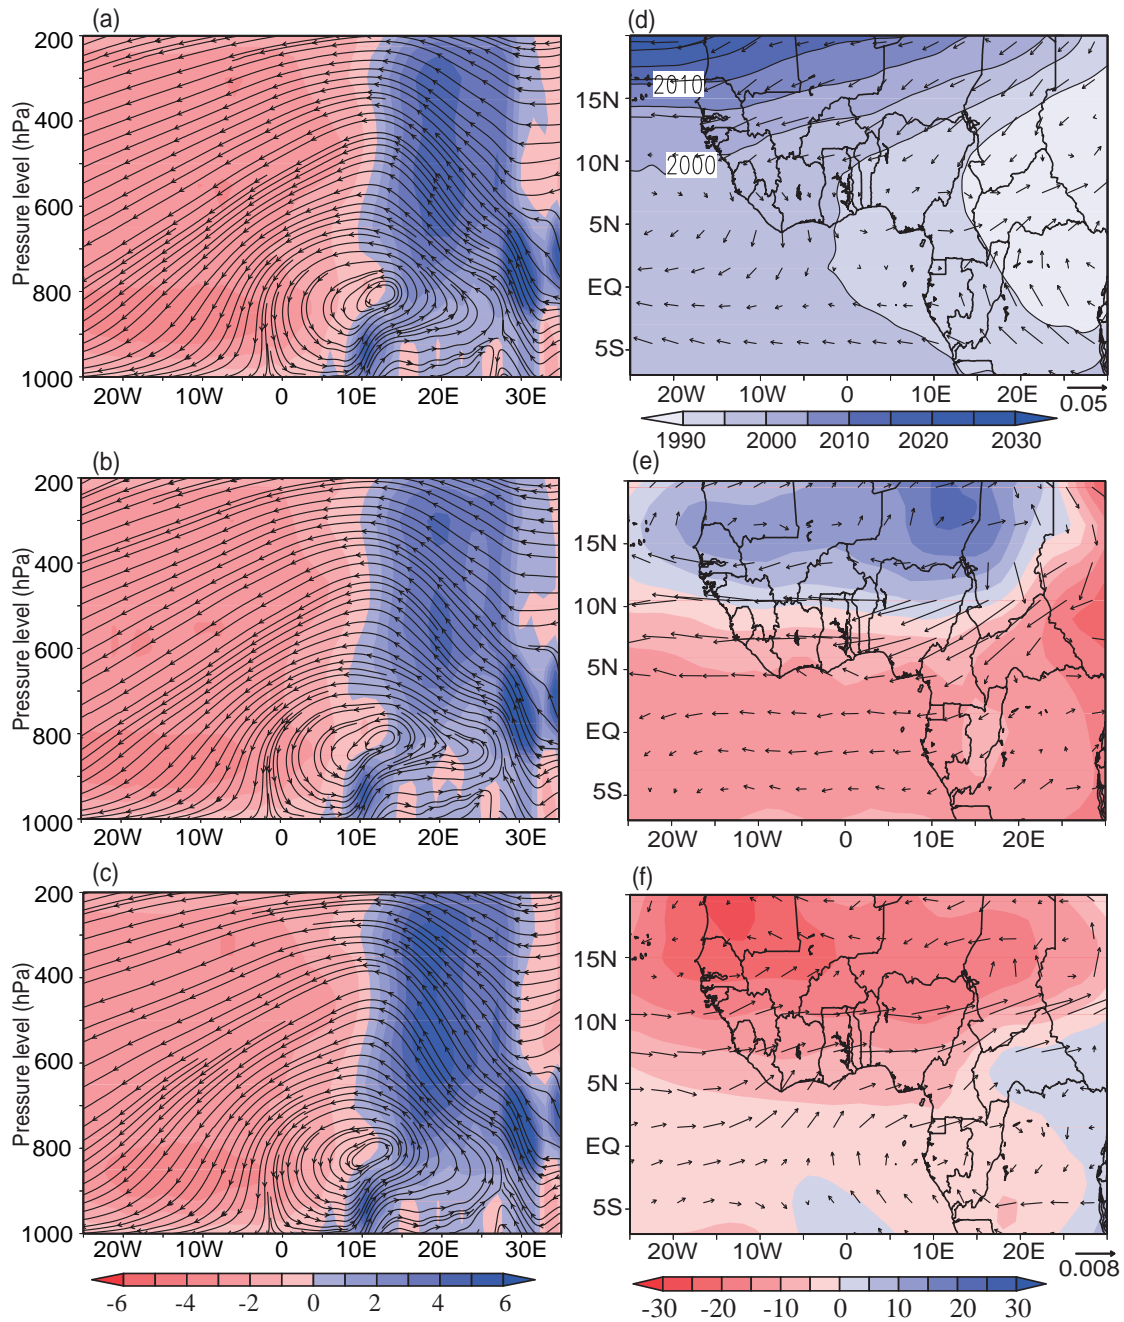 (a)
200
400
600
800
1000
Pressure level (hPa)
20W 10W 0 10E 20E 30E
(d)
2010
2000
15N
10N
5N
EQ
5S
20W 10W 0 10E 20E
0.05
1990 2000 2010 2020 2030
(b)
200
400
600
800
1000
Pressure level (hPa)
20W 10W 0 10E 20E 30E
(e)
15N
10N
5N
EQ
5S
20W 10W 0 10E 20E
(c)
200
400
600
800
1000
Pressure level (hPa)
20W 10W 0 10E 20E 30E
-6 -4 -2 0 2 4 6
(f)
15N
10N
5N
EQ
5S
20W 10W 0 10E 20E
0.008
-30 -20 -10 0 10 20 30